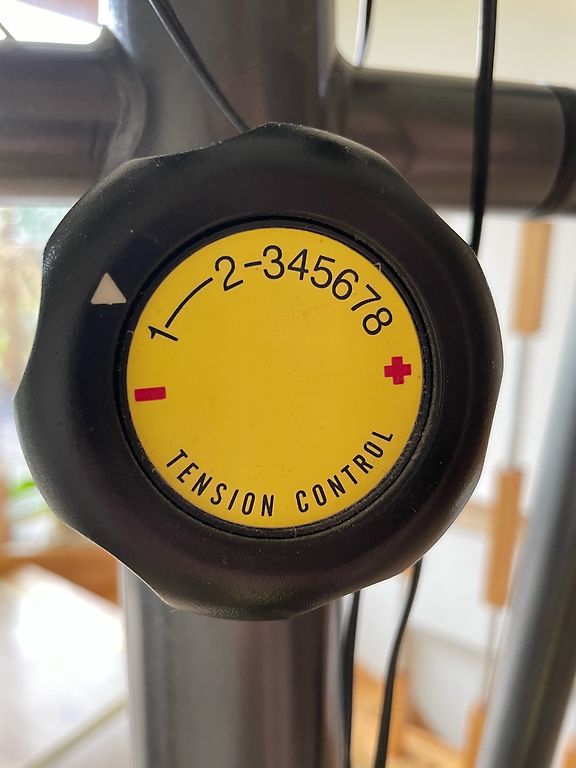 1-2-345678
- +
TENSION CONTROL